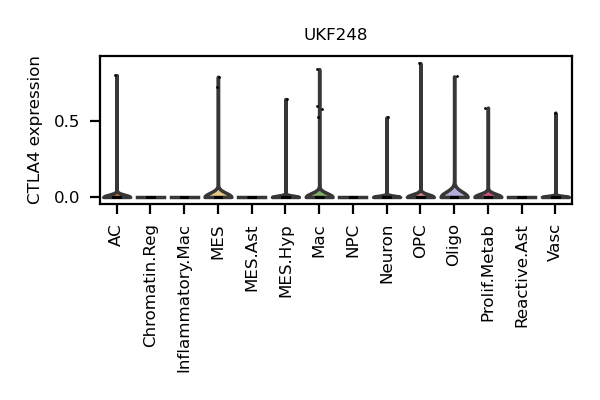 UKF248
CTLA4 expression
0.5
0.0
AC
Chromatin.Reg
Inflammatory.Mac
MES
MES.Ast
MES.Hyp
Mac
NPC
Neuron
OPC
Oligo
Prolif.Metab
Reactive.Ast
Vasc